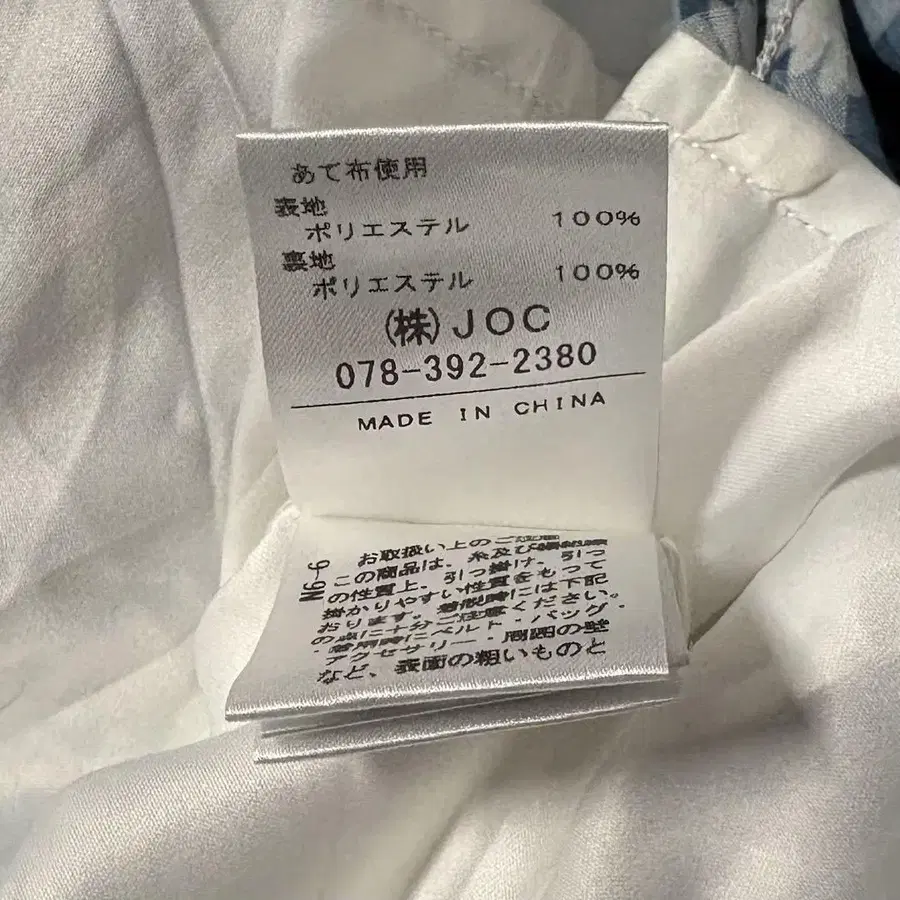 あて布使用
表地
ポリエステル 100%
裏地
ポリエステル 100%
(株)JOC
078-392-2380
MADE IN CHINA
N6-9
お取扱い上のご注意
この商品は、糸及び
の性質上、引っ掛け、引っ
掛かりやすい性質をもって
おります。着脱時には下記
の点に十分ご注意ください。
・着用時にベルト・バッグ・
アクセサリー・周囲の壁
など、表面の粗いものと